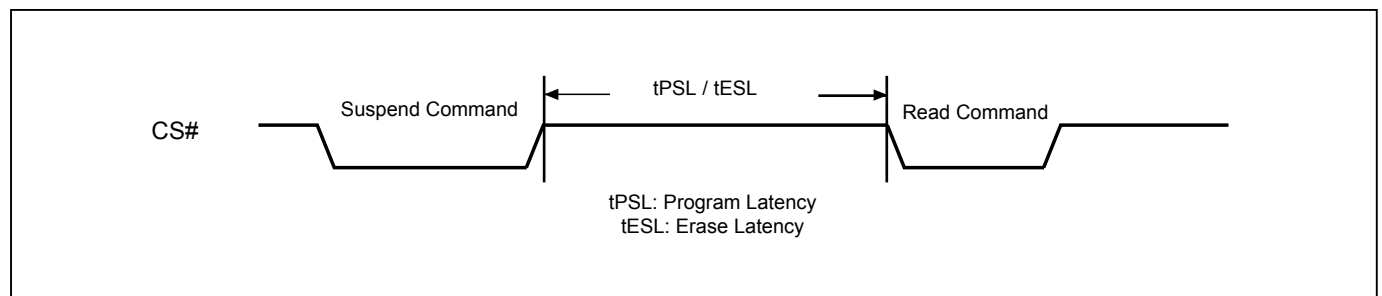 tPSL / tESL
Suspend Command
Read Command
CS#
tPSL: Program Latency
tESL: Erase Latency